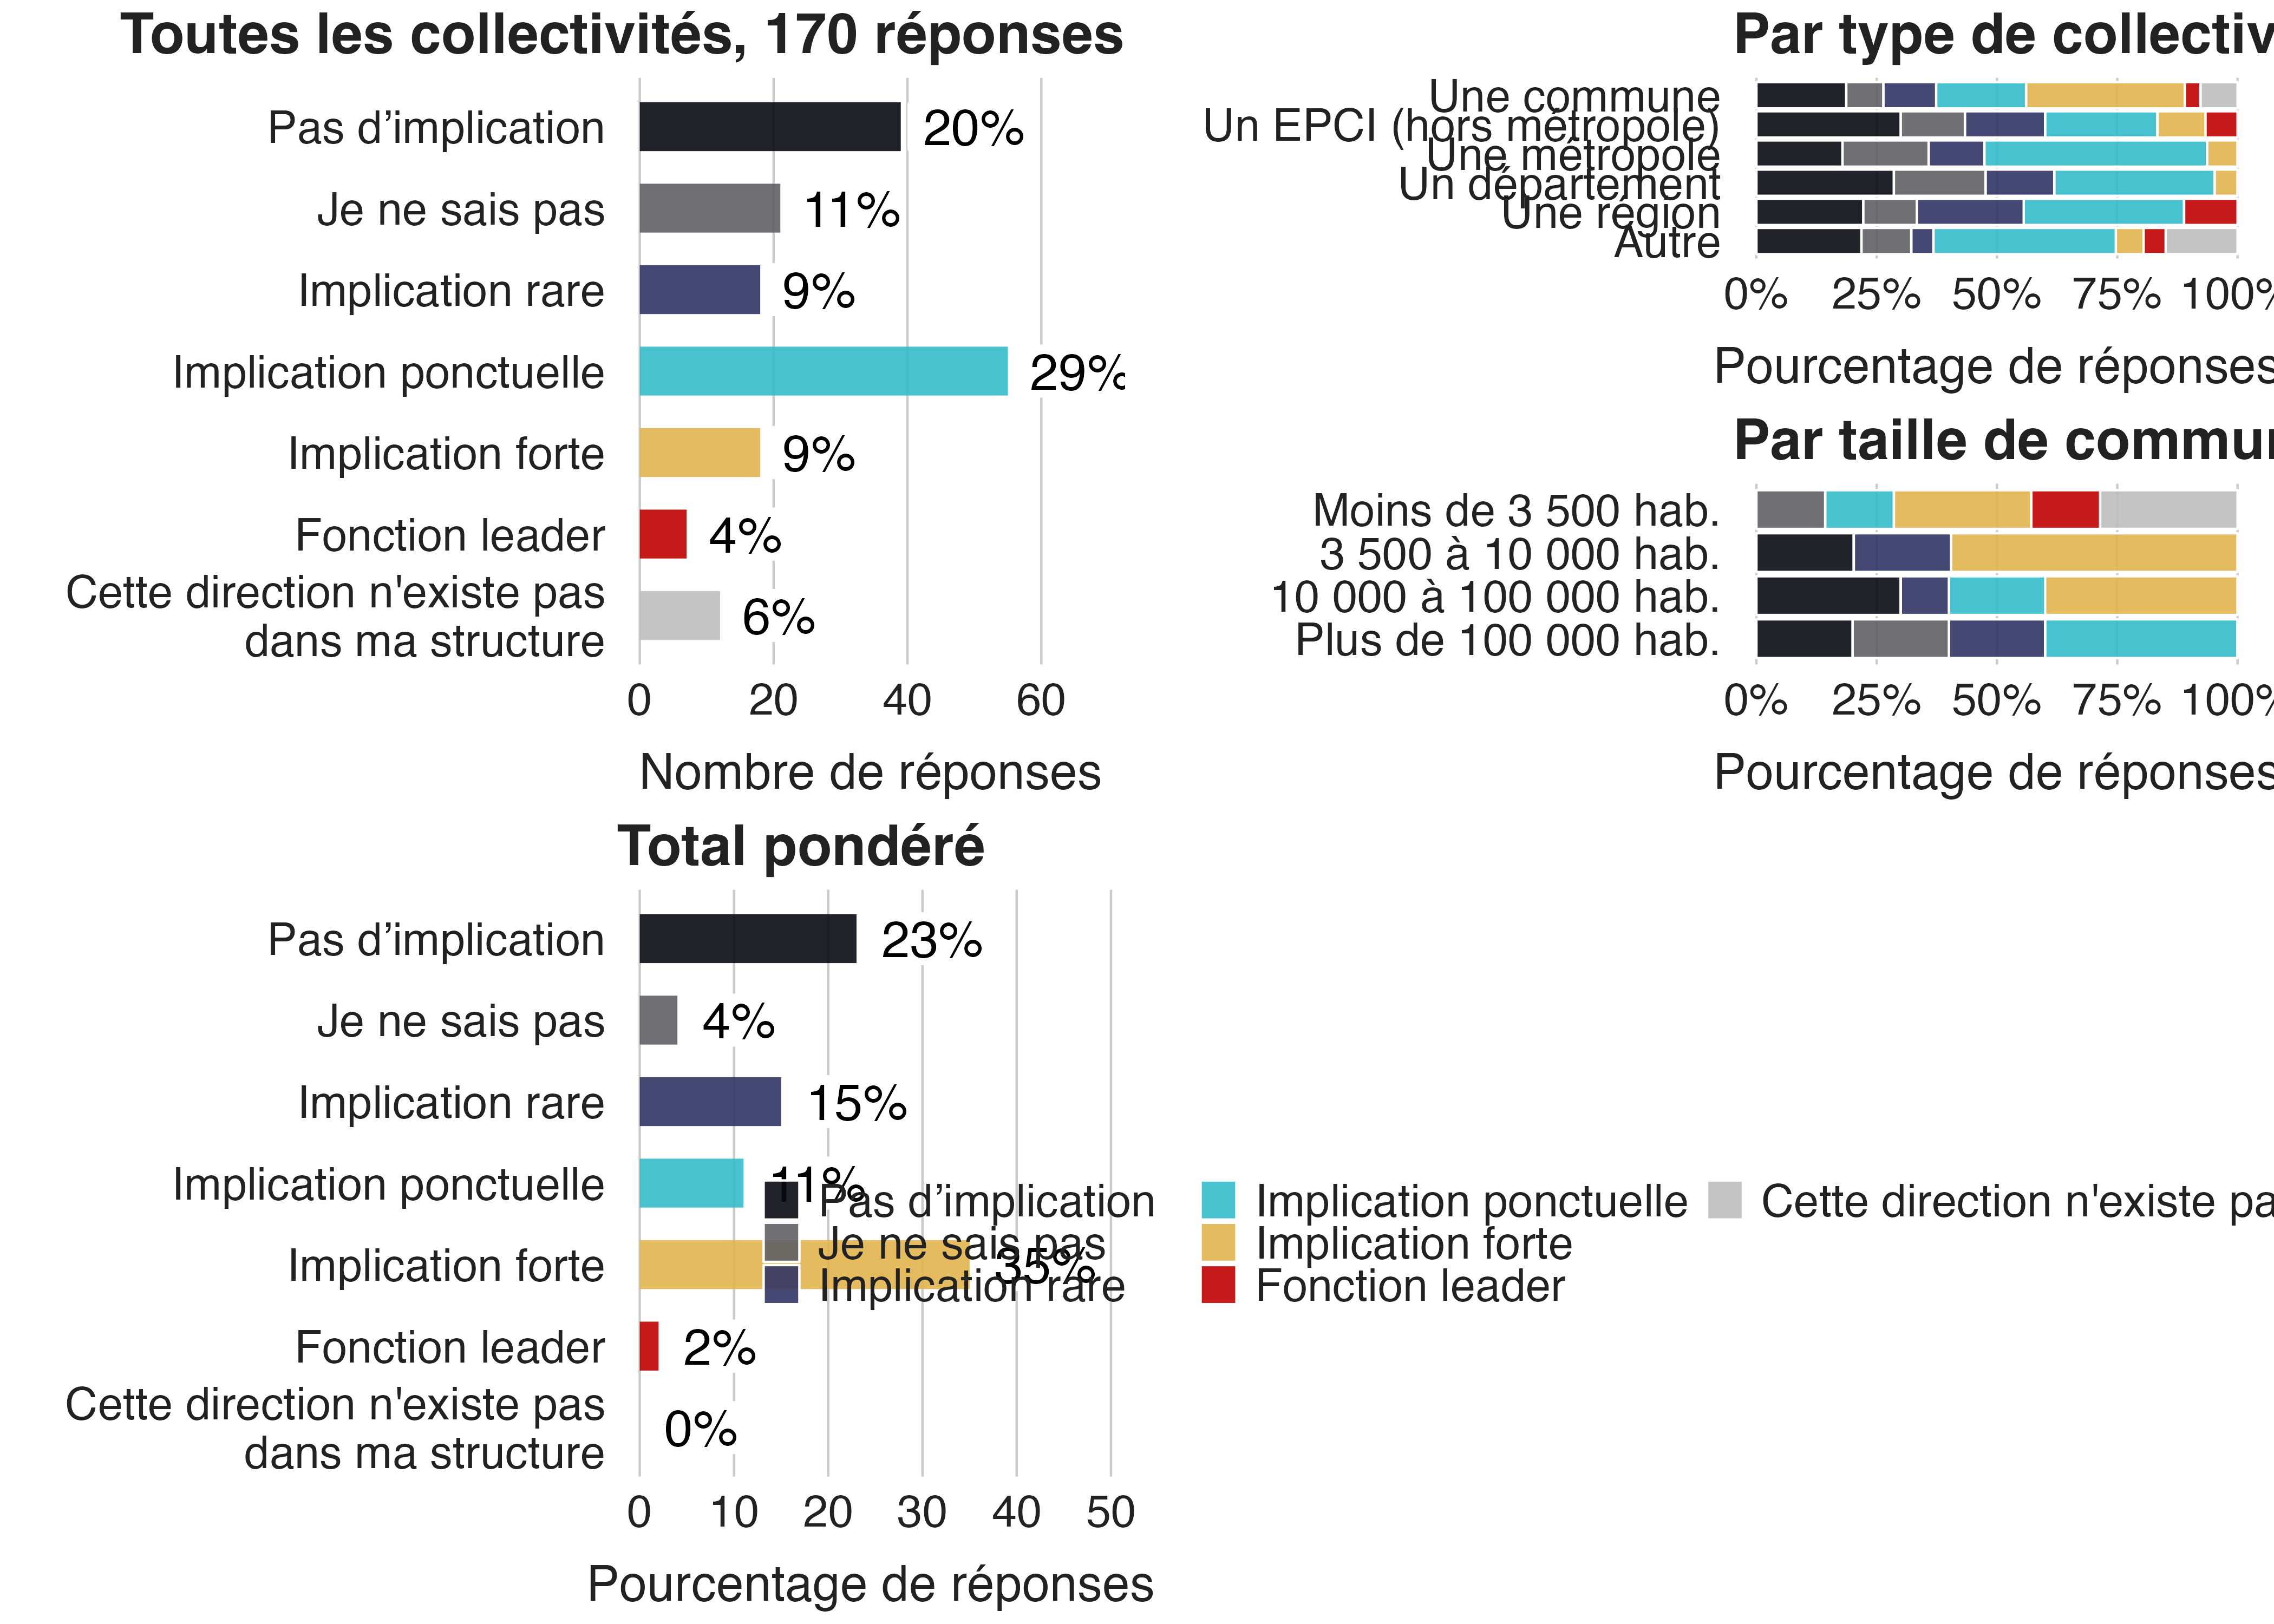 Toutes les collectivités, 170 réponses
Pas d’implication
20%
Je ne sais pas
11%
Implication rare
9%
Implication ponctuelle
29%
Implication forte
9%
Fonction leader
4%
Cette direction n'existe pas
dans ma structure
6%
0 20 40 60
Nombre de réponses
Par type de collectiv
Une commune
Un EPCI (hors métropole)
Une métropole
Un département
Une région
Autre
0% 25% 50% 75% 100%
Pourcentage de réponses
Par taille de commun
Moins de 3 500 hab.
3 500 à 10 000 hab.
10 000 à 100 000 hab.
Plus de 100 000 hab.
0% 25% 50% 75% 100%
Pourcentage de réponses
Total pondéré
Pas d’implication
23%
Je ne sais pas
4%
Implication rare
15%
Implication ponctuelle
11%
Implication forte
35%
Fonction leader
2%
Cette direction n'existe pas
dans ma structure
0%
0 10 20 30 40 50
Pourcentage de réponses
Pas d’implication
Je ne sais pas
Implication rare
Implication ponctuelle
Implication forte
Fonction leader
Cette direction n'existe pa